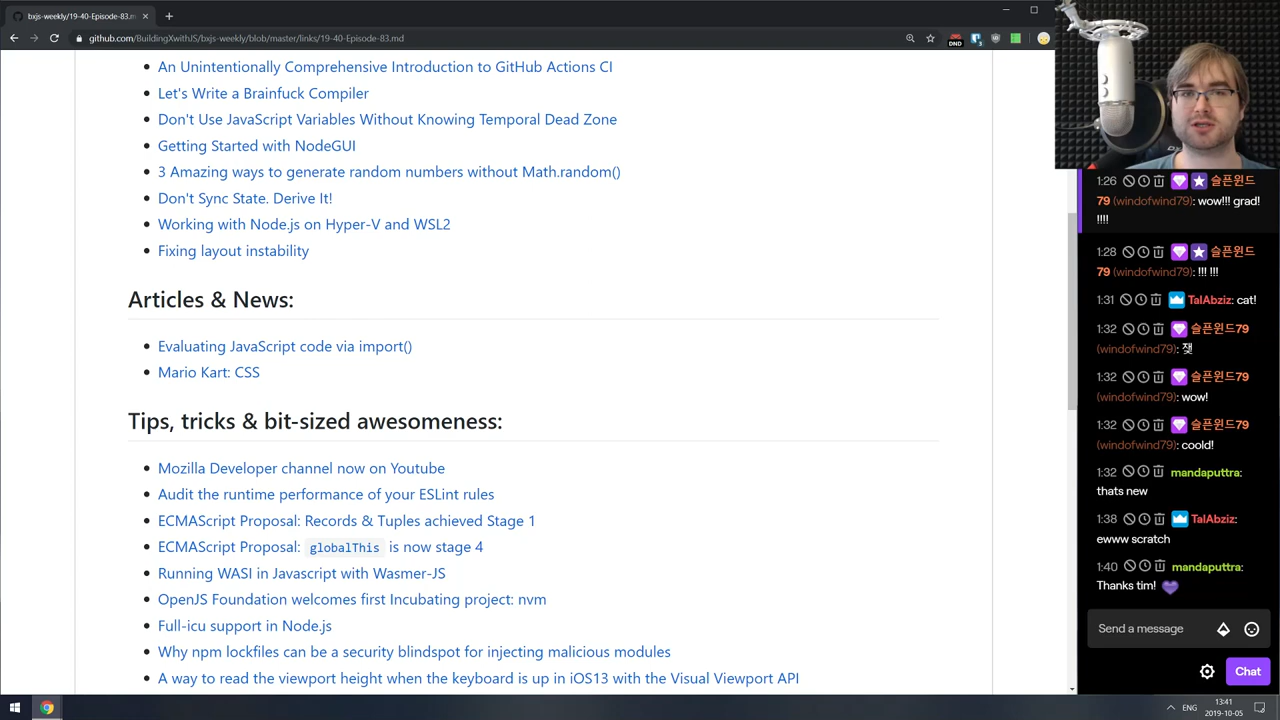 bxjs-weekly/19-40-Episode-83.md
github.com/BuildingXwithJS/bxjs-weekly/blob/master/links/19-40-Episode-83.md
DND
An Unintentionally Comprehensive Introduction to GitHub Actions CI
Let's Write a Brainfuck Compiler
Don't Use JavaScript Variables Without Knowing Temporal Dead Zone
Getting Started with NodeGUI
3 Amazing ways to generate random numbers without Math.random()
Don't Sync State. Derive It!
Working with Node.js on Hyper-V and WSL2
Fixing layout instability
Articles & News:
Evaluating JavaScript code via import()
Mario Kart: CSS
Tips, tricks & bit-sized awesomeness:
Mozilla Developer channel now on Youtube
Audit the runtime performance of your ESLint rules
ECMAScript Proposal: Records & Tuples achieved Stage 1
ECMAScript Proposal: globalThis is now stage 4
Running WASI in Javascript with Wasmer-JS
OpenJS Foundation welcomes first Incubating project: nvm
Full-icu support in Node.js
Why npm lockfiles can be a security blindspot for injecting malicious modules
A way to read the viewport height when the keyboard is up in iOS13 with the Visual Viewport API
1:26 슬픈윈드
79 (windofwind79): wow!!! grad!
!!!!
1:28 슬픈윈드
79 (windofwind79): !!! !!!
1:31 TalAbziz: cat!
1:32 슬픈윈드79
(windofwind79): 잿
1:32 슬픈윈드79
(windofwind79): wow!
1:32 슬픈윈드79
(windofwind79): coold!
1:32 mandaputtra:
thats new
1:38 TalAbziz:
ewww scratch
1:40 mandaputtra:
Thanks tim!
Send a message
Chat
ENG
13:41
2019-10-05